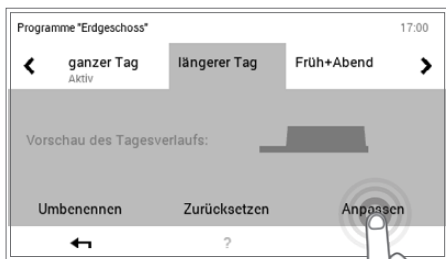 Programme "Erdgeschoss" 17:00
ganzer Tag längerer Tag Früh+Abend
Aktiv
Vorschau des Tagesverlaufs:
Umbenennen Zurücksetzen Anpassen
?